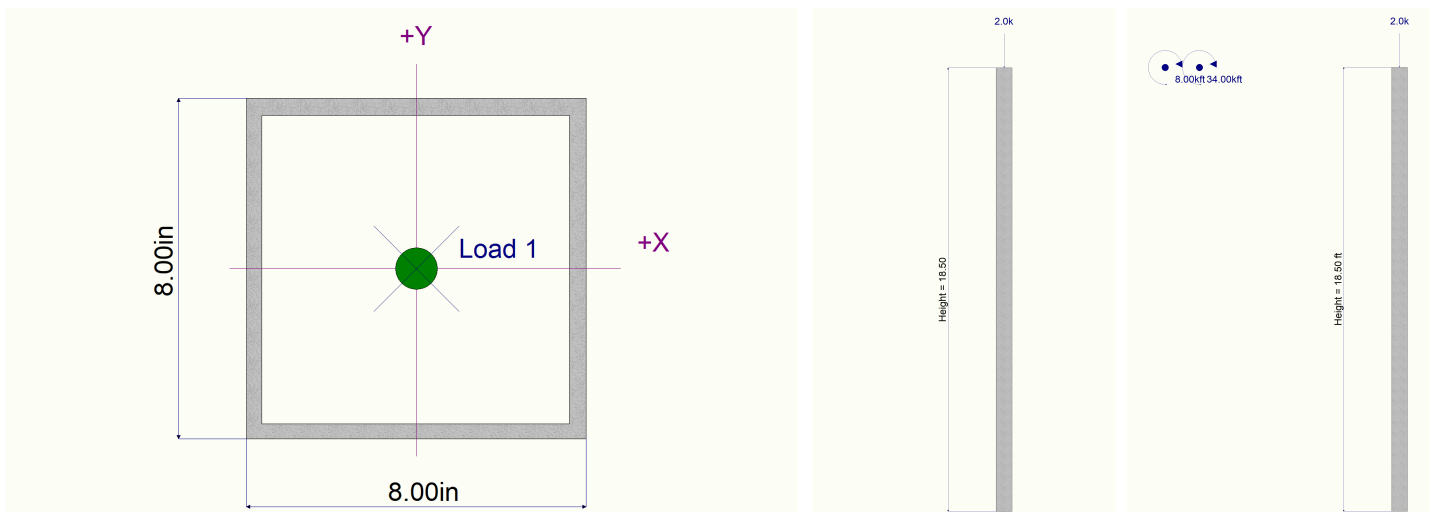 +Y
Load 1
+X
8.00in
8.00in
2.0k
Height = 18.50
2.0k
8.00kft
34.00kft
Height = 18.50 ft